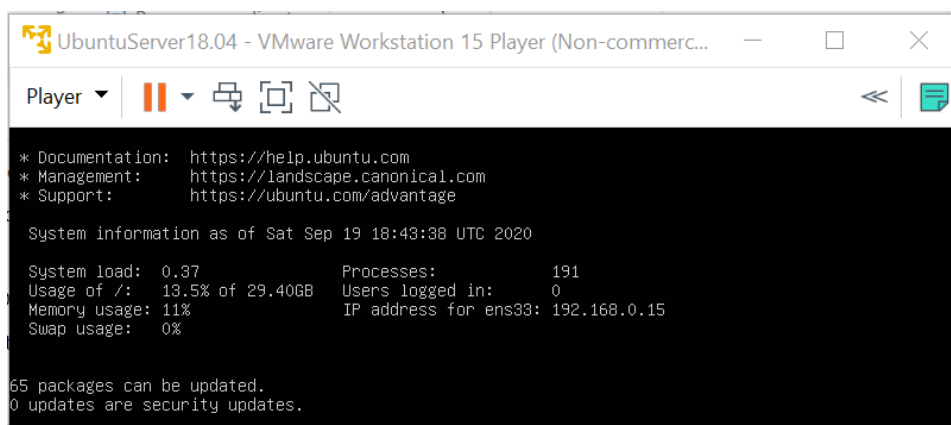 UbuntuServer18.04 - VMware Workstation 15 Player (Non-commerc...
Player
* Documentation: https://help.ubuntu.com
* Management: https://landscape.canonical.com
* Support: https://ubuntu.com/advantage
System information as of Sat Sep 19 18:43:38 UTC 2020
System load: 0.37 Processes: 191
Usage of /: 13.5% of 29.40GB Users logged in: 0
Memory usage: 11% IP address for ens33: 192.168.0.15
Swap usage: 0%
65 packages can be updated.
0 updates are security updates.